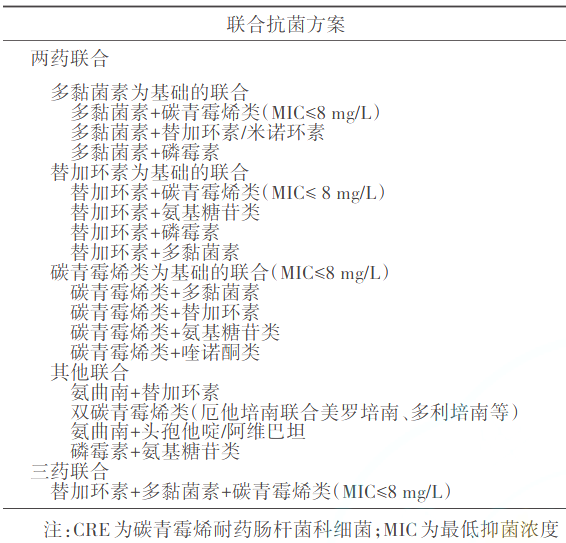 联合抗菌方案
两药联合
多黏菌素为基础的联合
多黏菌素+碳青霉烯类(MIC≤8 mg/L)
多黏菌素+替加环素/米诺环素
多黏菌素+磷霉素
替加环素为基础的联合
替加环素+碳青霉烯类(MIC≤ 8 mg/L)
替加环素+氨基糖苷类
替加环素+磷霉素
替加环素+多黏菌素
碳青霉烯类为基础的联合(MIC≤8 mg/L)
碳青霉烯类+多黏菌素
碳青霉烯类+替加环素
碳青霉烯类+氨基糖苷类
碳青霉烯类+喹诺酮类
其他联合
氨曲南+替加环素
双碳青霉烯类(厄他培南联合美罗培南、多利培南等)
氨曲南+头孢他啶/阿维巴坦
磷霉素+氨基糖苷类
三药联合
替加环素+多黏菌素+碳青霉烯类(MIC≤8 mg/L)
注:CRE为碳青霉烯耐药肠杆菌科细菌;MIC为最低抑菌浓度